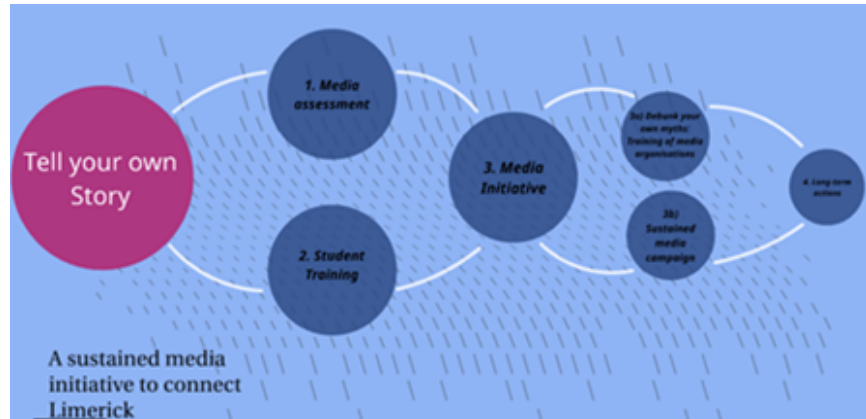 Tell your own
Story
1. Media
assessment
2. Student
Training
3. Media
Initiative
3a) Debunk your
own myths:
Training of media
organisations
3b)
Sustained
media
campaign
4. Long-term
actions
A sustained media
initiative to connect
Limerick